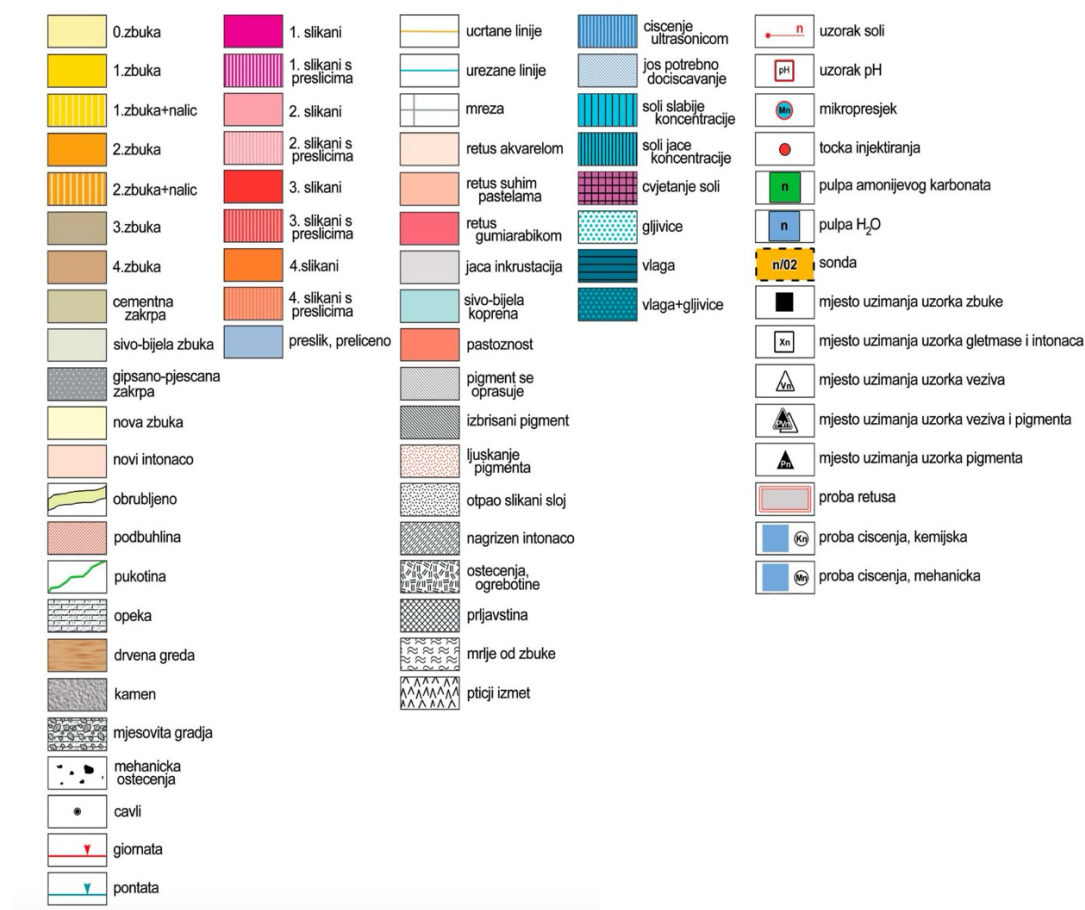 0.zbuka
1.zbuka
1.zbuka+nalic
2.zbuka
2.zbuka+nalic
3.zbuka
4.zbuka
cementna
zakrpa
sivo-bijela zbuka
gipsano-pjescana
zakrpa
nova zbuka
novi intonaco
obrubljeno
podbuhlina
pukotina
opeka
drvena greda
kamen
mjesovita gradja
mehanicka
ostecenja
cavli
giornata
pontata
1. slikani
1. slikani s
preslicima
2. slikani
2. slikani s
preslicima
3. slikani
3. slikani s
preslicima
4.slikani
4. slikani s
preslicima
preslik, preliceno
ucrtane linije
urezane linije
mreza
retus akvarelom
retus suhim
pastelama
retus
gumiarabikom
jaca inkrustacija
sivo-bijela
koprena
pastoznost
pigment se
oprasuje
izbrisani pigment
ljuskanje
pigmenta
otpao slikani sloj
nagrizen intonaco
ostecenja,
ogrebotine
prljavstina
mrlje od zbuke
pticji izmet
ciscenje
ultrasonicom
jos potrebno
dociscavanje
soli slabije
koncentracije
soli jace
koncentracije
cvjetanje soli
gljivice
vlaga
vlaga+gljivice
n uzorak soli
pH uzorak pH
Mn mikropresjek
tocka injektiranja
n pulpa amonijevog karbonata
n pulpa H₂O
n/02 sonda
mjesto uzimanja uzorka zbuke
Xn mjesto uzimanja uzorka gletmase i intonaca
Vn mjesto uzimanja uzorka veziva
PVn mjesto uzimanja uzorka veziva i pigmenta
Pn mjesto uzimanja uzorka pigmenta
proba retusa
Kn proba ciscenja, kemijska
Mn proba ciscenja, mehanicka